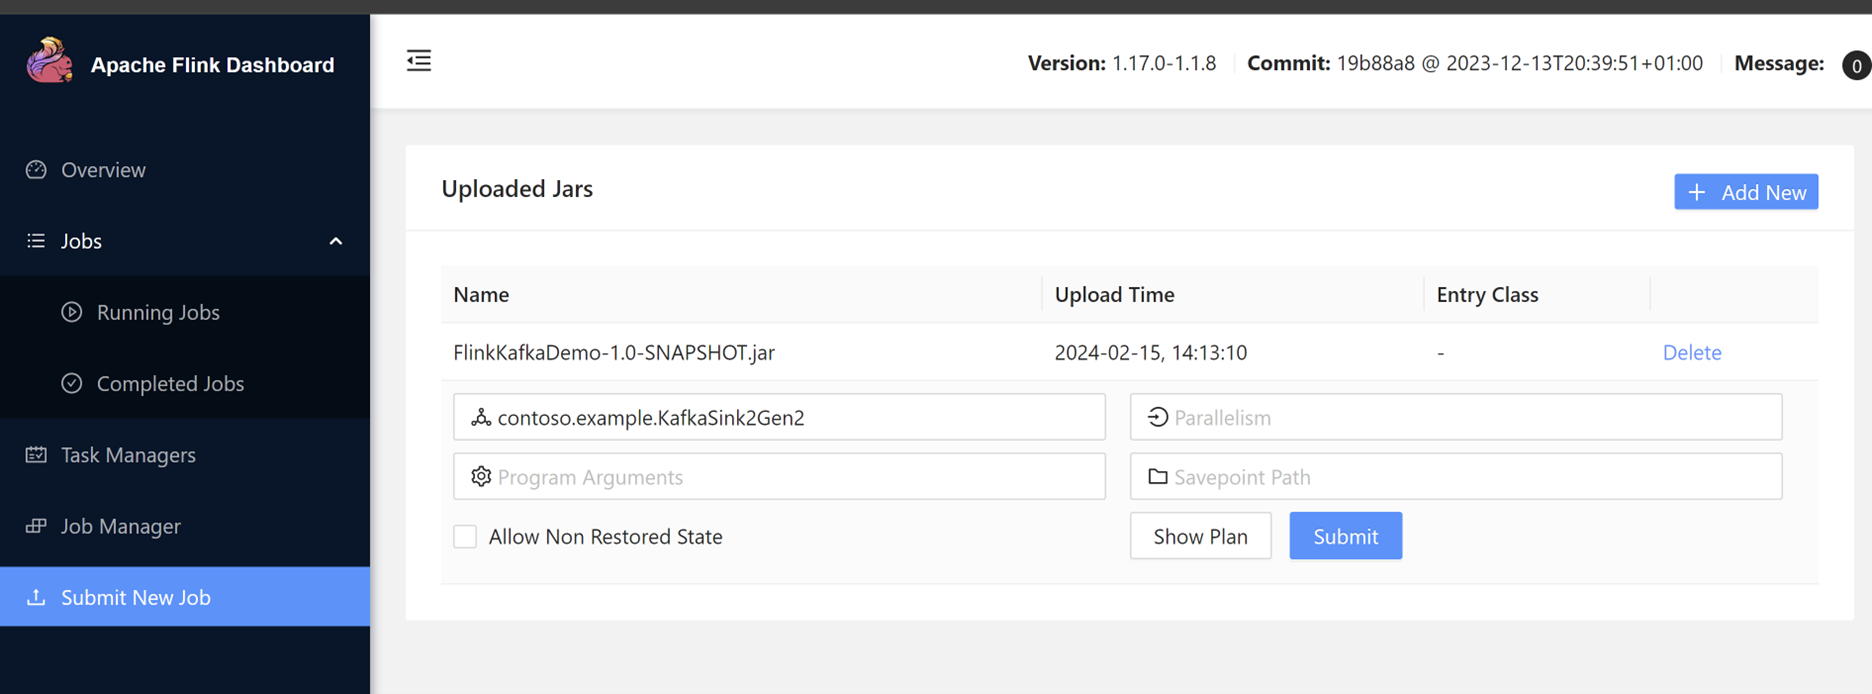 Apache Flink Dashboard
Version: 1.17.0-1.1.8 Commit: 19b88a8 @ 2023-12-13T20:39:51+01:00 Message: 0
Overview
Jobs
Running Jobs
Completed Jobs
Task Managers
Job Manager
Submit New Job
Uploaded Jars
Add New
Name Upload Time Entry Class
FlinkKafkaDemo-1.0-SNAPSHOT.jar 2024-02-15, 14:13:10 - Delete
contoso.example.KafkaSink2Gen2 Parallelism
Program Arguments Savepoint Path
Allow Non Restored State Show Plan Submit